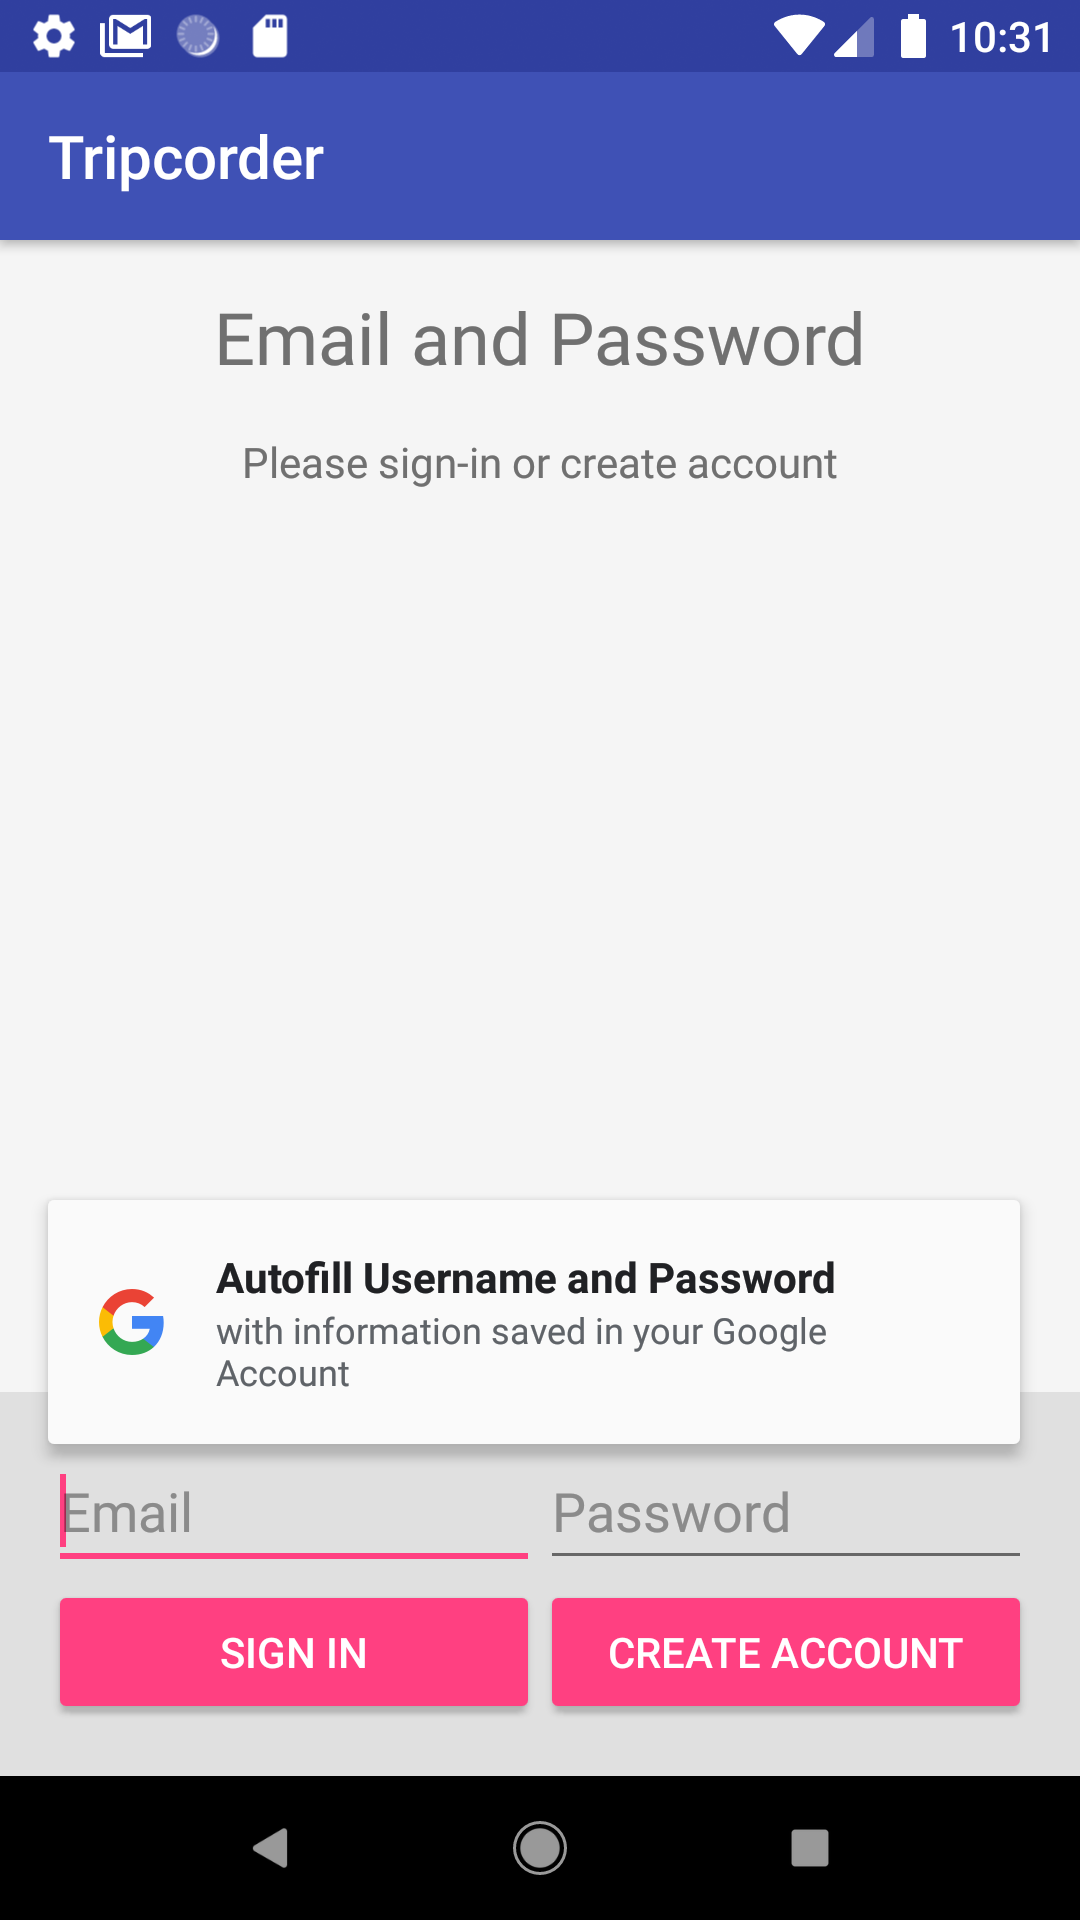 10:31
Tripcorder
Email and Password
Please sign-in or create account
Autofill Username and Password
with information saved in your Google
Account
Email
Password
SIGN IN
CREATE ACCOUNT